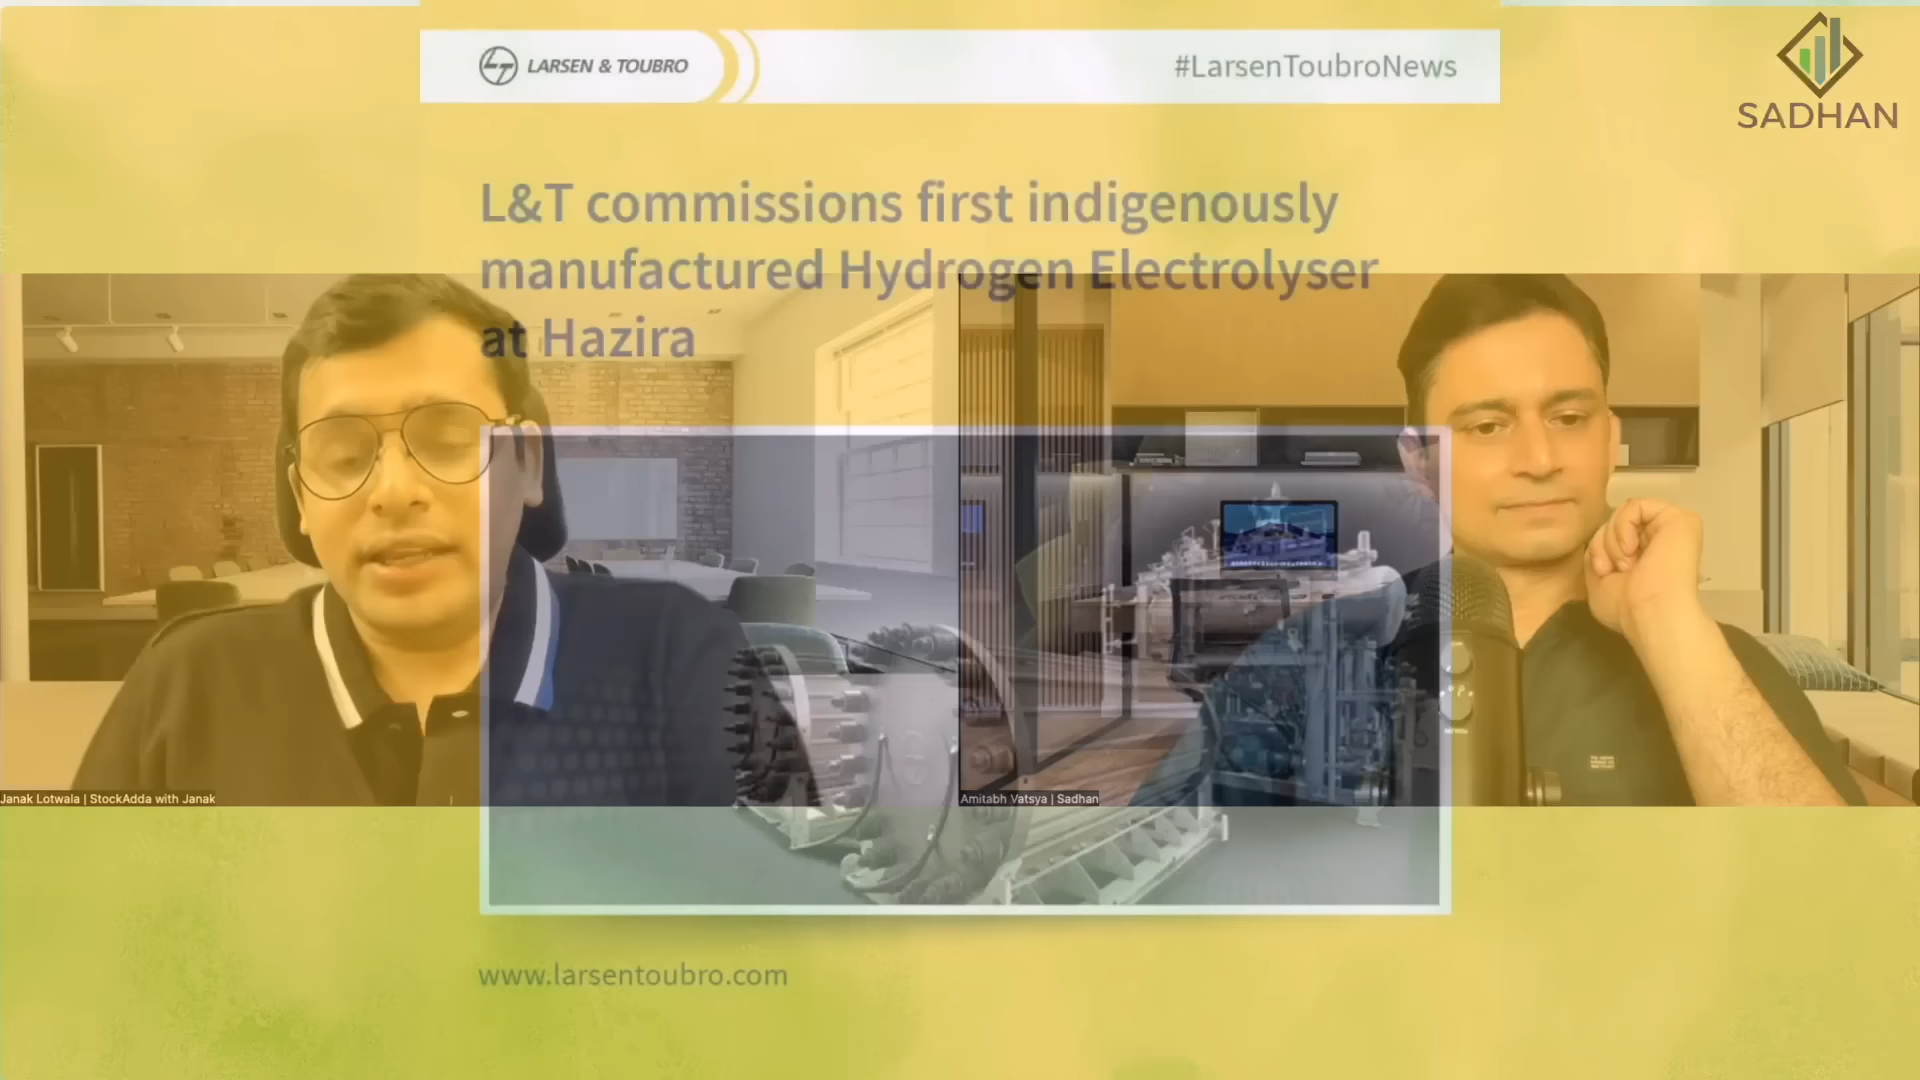 LARSEN & TOUBRO
#LarsenToubroNews
SADHAN
L&T commissions first indigenously
manufactured Hydrogen Electrolyser
at Hazira
Janak Lotwala | StockAdda with Janak
Amitabh Vatsya | Sadhan
www.larsentoubro.com